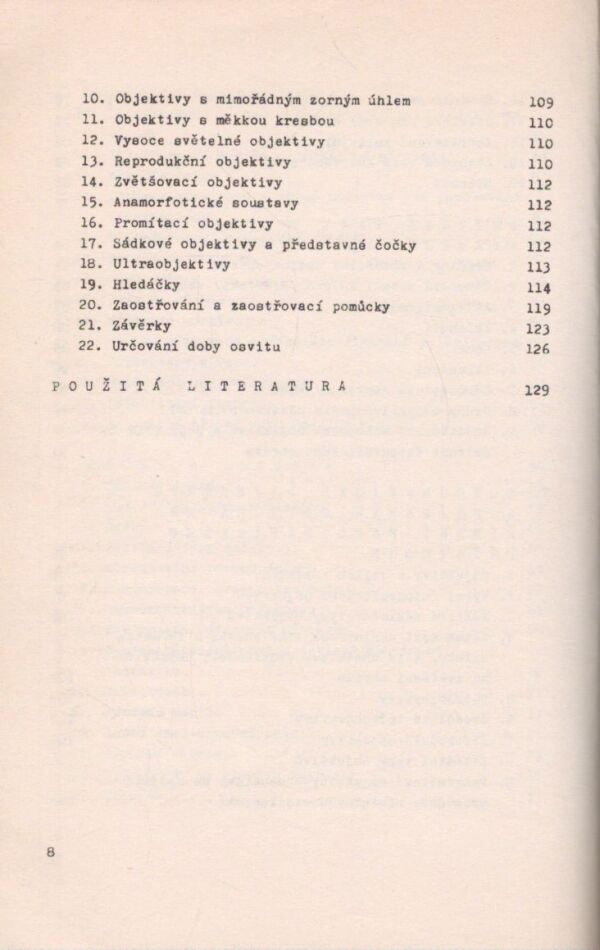 10. Objektivy s mimořádným zorným úhlem 109
11. Objektivy s měkkou kresbou 110
12. Vysoce světelné objektivy 110
13. Reprodukční objektivy 110
14. Zvětšovací objektivy 112
15. Anamorfotické soustavy 112
16. Promítací objektivy 112
17. Sádkové objektivy a představné čočky 112
18. Ultraobjektivy 113
19. Hledáčky 114
20. Zaostřování a zaostřovací pomůcky 119
21. Závěrky 123
22. Určování doby osvitu 126
POUŽITÁ LITERATURA 129
8